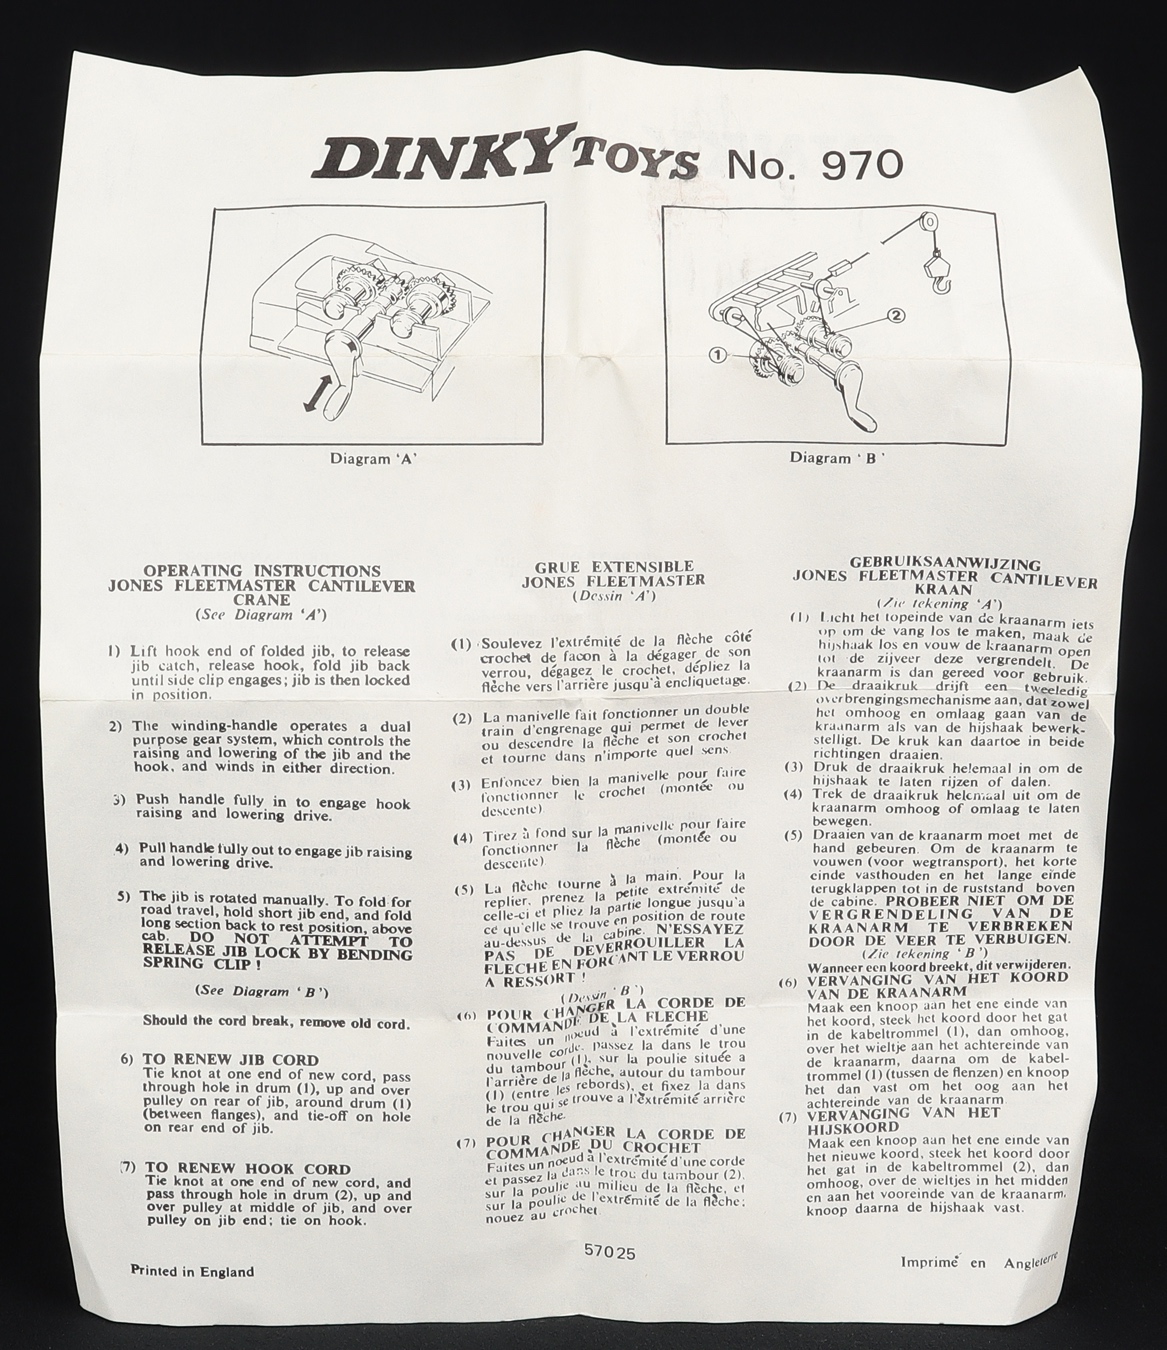 DINKY TOYS No. 970
1
2
Diagram 'A'
Diagram ' B '
OPERATING INSTRUCTIONS
JONES FLEETMASTER CANTILEVER
CRANE
(See Diagram 'A')
1) Lift hook end of folded jib, to release
jib catch, release hook, fold jib back
until side clip engages; jib is then locked
in position.
2) The winding-handle operates a dual
purpose gear system, which controls the
raising and lowering of the jib and the
hook, and winds in either direction.
3) Push handle fully in to engage hook
raising and lowering drive.
4) Pull handle fully out to engage jib raising
and lowering drive.
5) The jib is rotated manually. To fold for
road travel, hold short jib end, and fold
long section back to rest position, above
cab. DO NOT ATTEMPT TO
RELEASE JIB LOCK BY BENDING
SPRING CLIP !
(See Diagram ' B ')
Should the cord break, remove old cord.
6) TO RENEW JIB CORD
Tie knot at one end of new cord, pass
through hole in drum (1), up and over
pulley on rear of jib, around drum (1)
(between flanges), and tie-off on hole
on rear end of jib.
7) TO RENEW HOOK CORD
Tie knot at one end of new cord, and
pass through hole in drum (2), up and
over pulley at middle of jib, and over
pulley on jib end; tie on hook.
GRUE EXTENSIBLE
JONES FLEETMASTER
(Dessin 'A')
(1) Soulevez l'extrémité de la flèche côté
crochet de facon à la dégager de son
verrou, dégagez le crochet, dépliez la
flèche vers l'arrière jusqu'à encliquetage.
(2) La manivelle fait fonctionner un double
train d'engrenage qui permet de lever
ou descendre la flèche et son crochet
et tourne dans n'importe quel sens
(3) Enfoncez bien la manivelle pour faire
fonctionner le crochet (montée ou
descente)
(4) Tirez à fond sur la manivelle pour faire
fonctionner la flèche (montée ou
descente)
(5) La flèche tourne à la main. Pour la
replier, prenez la petite extrémité de
celle-ci et pliez la partie longue jusqu'à
ce qu'elle se trouve en position de route
au-dessus de la cabine. N'ESSAYEZ
PAS DE DEVERROUILLER LA
FLECHE EN FORCANT LE VERROU
A RESSORT !
(Dessin 'B')
(6) POUR CHANGER LA CORDE DE
COMMANDE DE LA FLECHE
Faites un noeud à l'extrémité d'une
nouvelle corde, passez la dans le trou
du tambour (1), sur la poulie située a
l'arrière de la flèche, autour du tambour
(1) (entre les rebords), et fixez la dans
le trou qui se trouve a l'extrémité arrière
de la flèche.
(7) POUR CHANGER LA CORDE DE
COMMANDE DU CROCHET
Faites un noeud à l'extrémité d'une corde
et passez la dans le trou du tambour (2),
sur la poulie au milieu de la flèche, et
sur la poulie de l'extrémité de la flèche;
nouez au crochet
GEBRUIKSAANWIJZING
JONES FLEETMASTER CANTILEVER
KRAAN
(Zie tekening 'A')
(1) Licht het topeinde van de kraanarm iets
op om de vang los te maken, maak de
hijshaak los en vouw de kraanarm open
tot de zijveer deze vergrendelt. De
kraanarm is dan gereed voor gebruik.
(2) De draaikruk drijft een tweeledig
overbrengingsmechanisme aan, dat zowel
het omhoog en omlaag gaan van de
kraanarm als van de hijshaak bewerk-
stelligt. De kruk kan daartoe in beide
richtingen draaien.
(3) Druk de draaikruk helemaal in om de
hijshaak te laten rijzen of dalen.
(4) Trek de draaikruk helemaal uit om de
kraanarm omhoog of omlaag te laten
bewegen.
(5) Draaien van de kraanarm moet met de
hand gebeuren. Om de kraanarm te
vouwen (voor wegtransport), het korte
einde vasthouden en het lange einde
terugklappen tot in de ruststand boven
de cabine. PROBEER NIET OM DE
VERGRENDELING VAN DE
KRAANARM TE VERBREKEN
DOOR DE VEER TE VERBUIGEN.
(Zie tekening 'B')
Wanneer een koord breekt, dit verwijderen.
(6) VERVANGING VAN HET KOORD
VAN DE KRAANARM
Maak een knoop aan het ene einde van
het koord, steek het koord door het gat
in de kabeltrommel (1), dan omhoog,
over het wieltje aan het achtereinde van
de kraanarm, daarna om de kabel-
trommel (1) (tussen de flenzen) en knoop
het dan vast om het oog aan het
achtereinde van de kraanarm
(7) VERVANGING VAN HET
HIJSKOORD
Maak een knoop aan het ene einde van
het nieuwe koord, steek het koord door
het gat in de kabeltrommel (2), dan
omhoog, over de wieltjes in het midden
en aan het vooreinde van de kraanarm,
knoop daarna de hijshaak vast.
57025
Printed in England
Imprimé en Angleterre